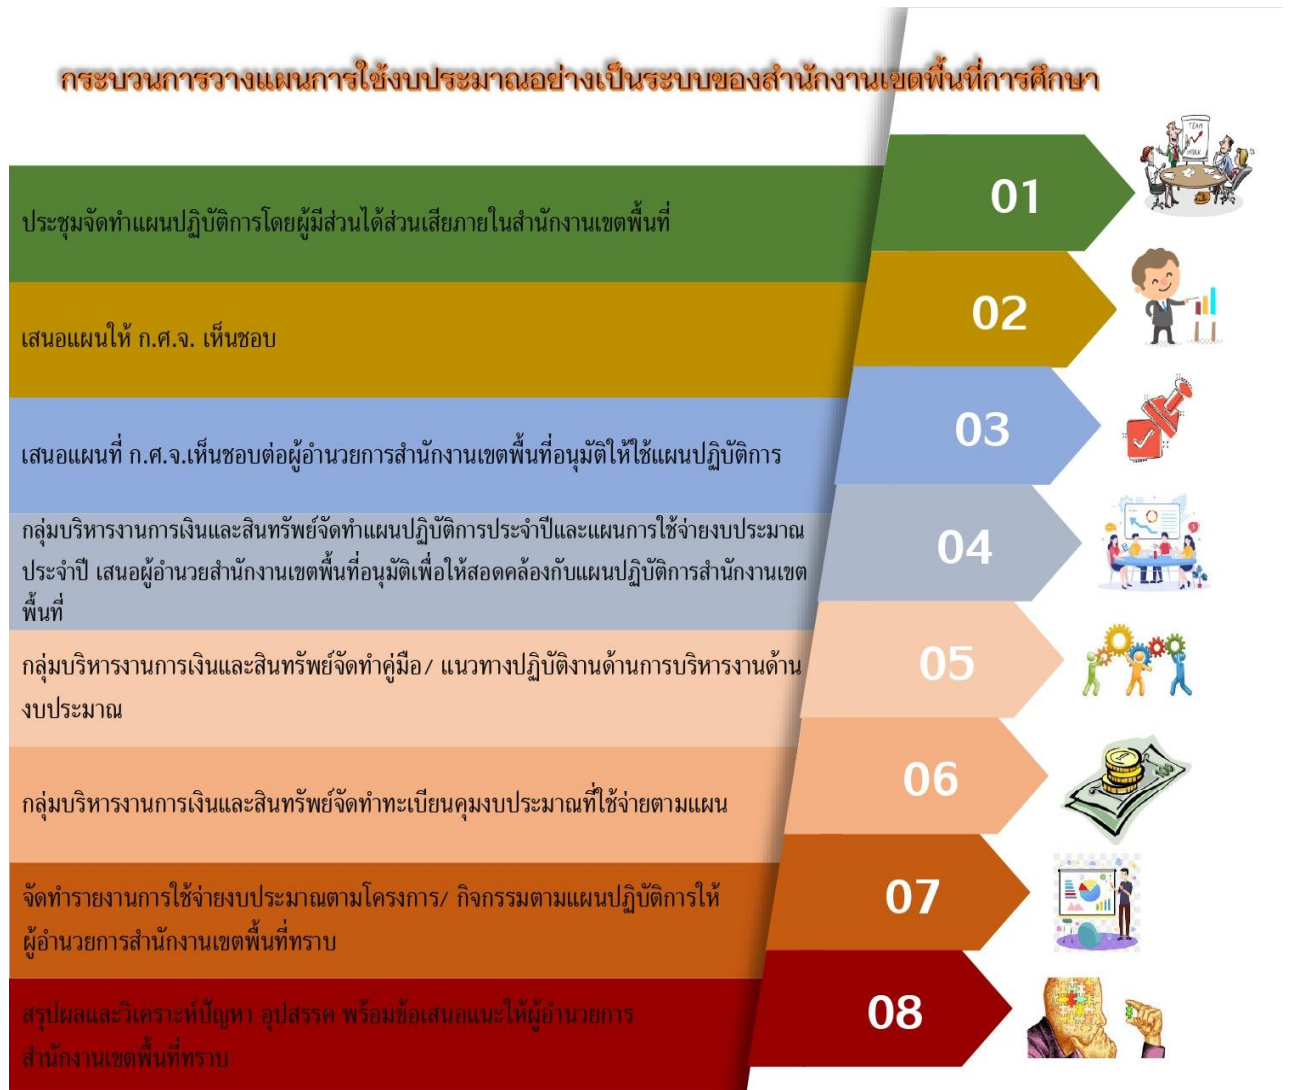 กระบวนการวางแผนการใช้งบประมาณอย่างเป็นระบบของสำนักงานเขตพื้นที่การศึกษา
01
ประชุมจัดทำแผนปฏิบัติการโดยผู้มีส่วนได้ส่วนเสียภายในสำนักงานเขตพื้นที่
02
เสนอแผนให้ ก.ศ.จ. เห็นชอบ
03
เสนอแผนที่ ก.ศ.จ.เห็นชอบต่อผู้อำนวยการสำนักงานเขตพื้นที่อนุมัติให้ใช้แผนปฏิบัติการ
04
กลุ่มบริหารงานการเงินและสินทรัพย์จัดทำแผนปฏิบัติการประจำปีและแผนการใช้จ่ายงบประมาณ
ประจำปี เสนอผู้อำนวยสำนักงานเขตพื้นที่อนุมัติเพื่อให้สอดคล้องกับแผนปฏิบัติการสำนักงานเขต
พื้นที่
05
กลุ่มบริหารงานการเงินและสินทรัพย์จัดทำคู่มือ/ แนวทางปฏิบัติงานด้านการบริหารงานด้าน
งบประมาณ
06
กลุ่มบริหารงานการเงินและสินทรัพย์จัดทำทะเบียนคุมงบประมาณที่ใช้จ่ายตามแผน
07
จัดทำรายงานการใช้จ่ายงบประมาณตามโครงการ/ กิจกรรมตามแผนปฏิบัติการให้
ผู้อำนวยการสำนักงานเขตพื้นที่ทราบ
08
สรุปผลและวิเคราะห์ปัญหา อุปสรรค พร้อมข้อเสนอแนะให้ผู้อำนวยการ
สำนักงานเขตพื้นที่ทราบ
TEAM
WORK